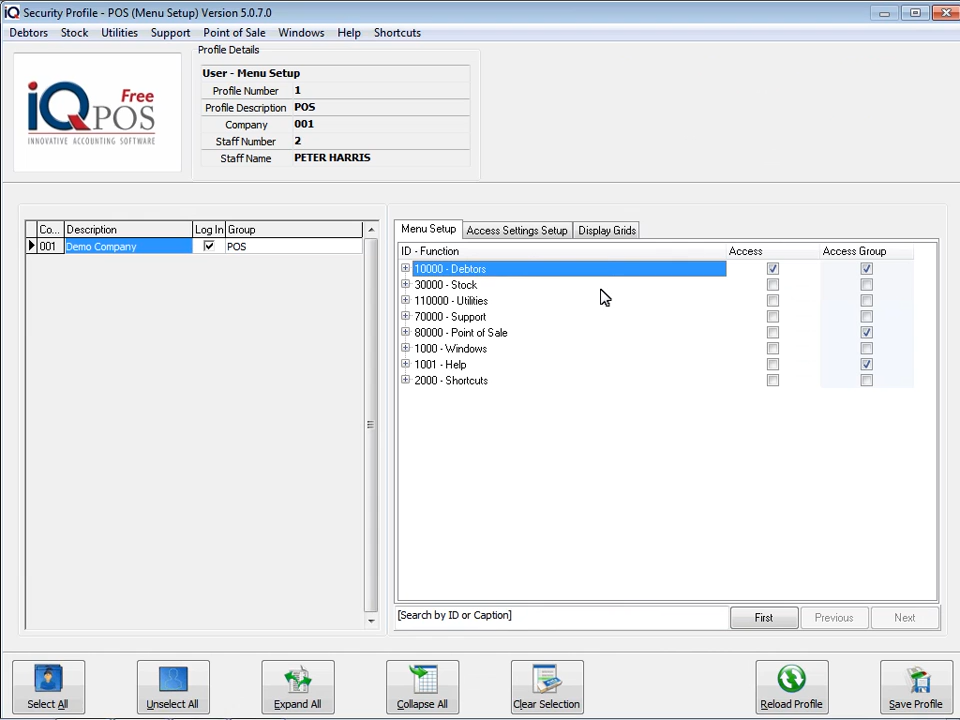 Security Profile - POS (Menu Setup) Version 5.0.7.0
Debtors Stock Utilities Support Point of Sale Windows Help Shortcuts
iQ POS Free
INNOVATIVE ACCOUNTING SOFTWARE
Profile Details
User - Menu Setup
Profile Number 1
Profile Description POS
Company 001
Staff Number 2
Staff Name PETER HARRIS
Co... Description Log In Group
001 Demo Company POS
Menu Setup Access Settings Setup Display Grids
ID - Function Access Access Group
10000 - Debtors
30000 - Stock
110000 - Utilities
70000 - Support
80000 - Point of Sale
1000 - Windows
1001 - Help
2000 - Shortcuts
[Search by ID or Caption] First Previous Next
Select All Unselect All Expand All Collapse All Clear Selection Reload Profile Save Profile